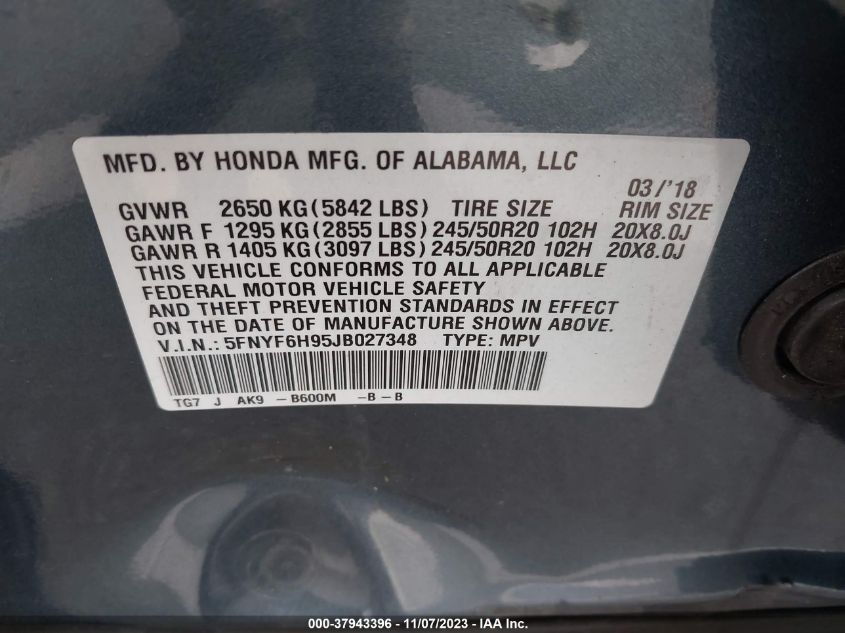 MFD. BY HONDA MFG. OF ALABAMA, LLC
03/'18
GVWR 2650 KG(5842 LBS) TIRE SIZE RIM SIZE
GAWR F 1295 KG(2855 LBS)245/50R20 102H 20X8.0J
GAWR R 1405 KG(3097 LBS)245/50R20 102H 20X8.0J
THIS VEHICLE CONFORMS TO ALL APPLICABLE
FEDERAL MOTOR VEHICLE SAFETY
AND THEFT PREVENTION STANDARDS IN EFFECT
ON THE DATE OF MANUFACTURE SHOWN ABOVE.
V.I.N.: 5FNYF6H95JB027348 TYPE: MPV
TG7 J AK9 -B600M -B-B
000-37943396 - 11/07/2023 - IAA Inc.